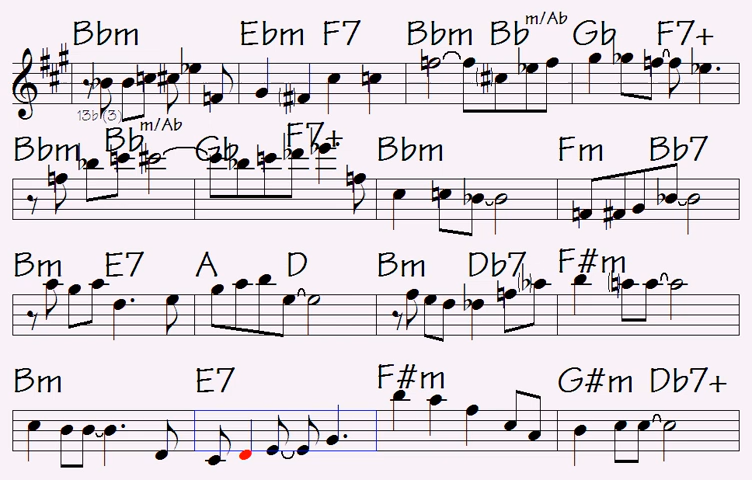 Bbm Ebm F7 Bbm Bb m/Ab Gb F7+
13b (3)
Bbm Bb m/Ab Gb F7+ Bbm Fm Bb7
Bm E7 A D Bm Db7 F#m
Bm E7 F#m G#m Db7+